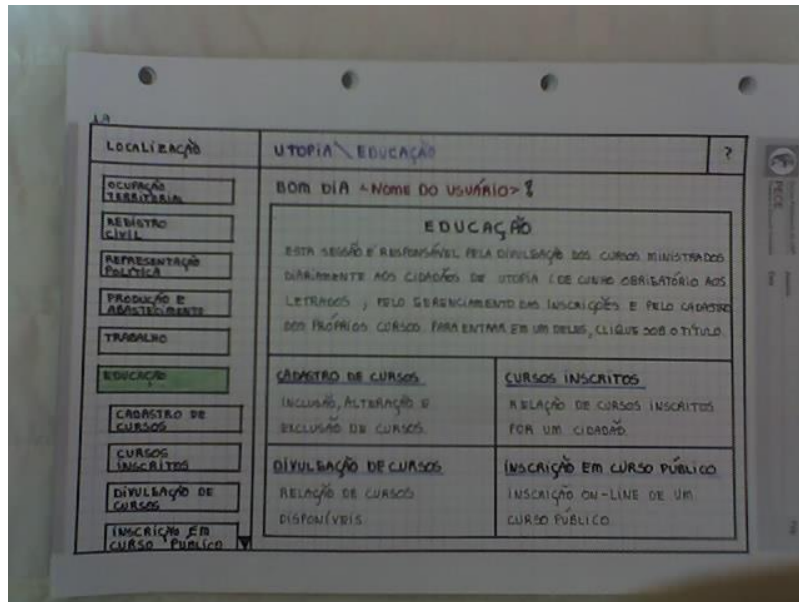 1.9
LOCALIZAÇÃO
UTOPIA \ EDUCAÇÃO
?
OCUPAÇÃO
TERRITORIAL
REGISTRO
CIVIL
REPRESENTAÇÃO
POLÍTICA
PRODUÇÃO E
ABASTECIMENTO
TRABALHO
EDUCAÇÃO
CADASTRO DE
CURSOS
CURSOS
INSCRITOS
DIVULGAÇÃO DE
CURSOS
INSCRIÇÃO EM
CURSO PÚBLICO
BOM DIA <NOME DO USUÁRIO> !
EDUCAÇÃO
ESTA SESSÃO É RESPONSÁVEL PELA DIVULGAÇÃO DOS CURSOS MINISTRADOS
DIARIAMENTE AOS CIDADÃOS DE UTOPIA (DE CUNHO OBRIGATÓRIO AOS
LETRADOS), PELO GERENCIAMENTO DAS INSCRIÇÕES E PELO CADASTRO
DOS PRÓPRIOS CURSOS. PARA ENTRAR EM UM DELES, CLIQUE SOB O TÍTULO.
CADASTRO DE CURSOS
INCLUSÃO, ALTERAÇÃO E
EXCLUSÃO DE CURSOS.
CURSOS INSCRITOS
RELAÇÃO DE CURSOS INSCRITOS
POR UM CIDADÃO.
DIVULGAÇÃO DE CURSOS
RELAÇÃO DE CURSOS
DISPONÍVEIS.
INSCRIÇÃO EM CURSO PÚBLICO
INSCRIÇÃO ON-LINE DE UM
CURSO PÚBLICO.
PECE